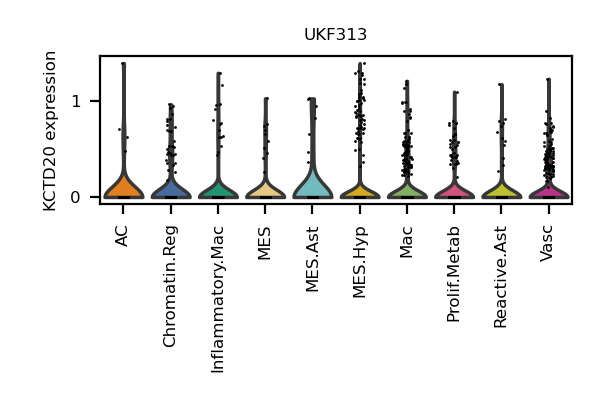 UKF313
KCTD20 expression
1
0
AC
Chromatin.Reg
Inflammatory.Mac
MES
MES.Ast
MES.Hyp
Mac
Prolif.Metab
Reactive.Ast
Vasc